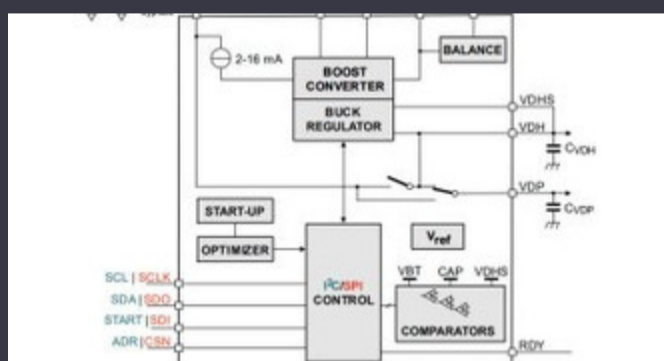 2-16 mA
BALANCE
BOOST
CONVERTER
BUCK
REGULATOR
VDHS
VDH
CVDH
VDP
CVDP
START-UP
OPTIMIZER
Vref
SCL | SCLK
SDA | SDO
START | SDI
ADR | CSN
I²C/SPI
CONTROL
VBT CAP VDHS
COMPARATORS
RDY